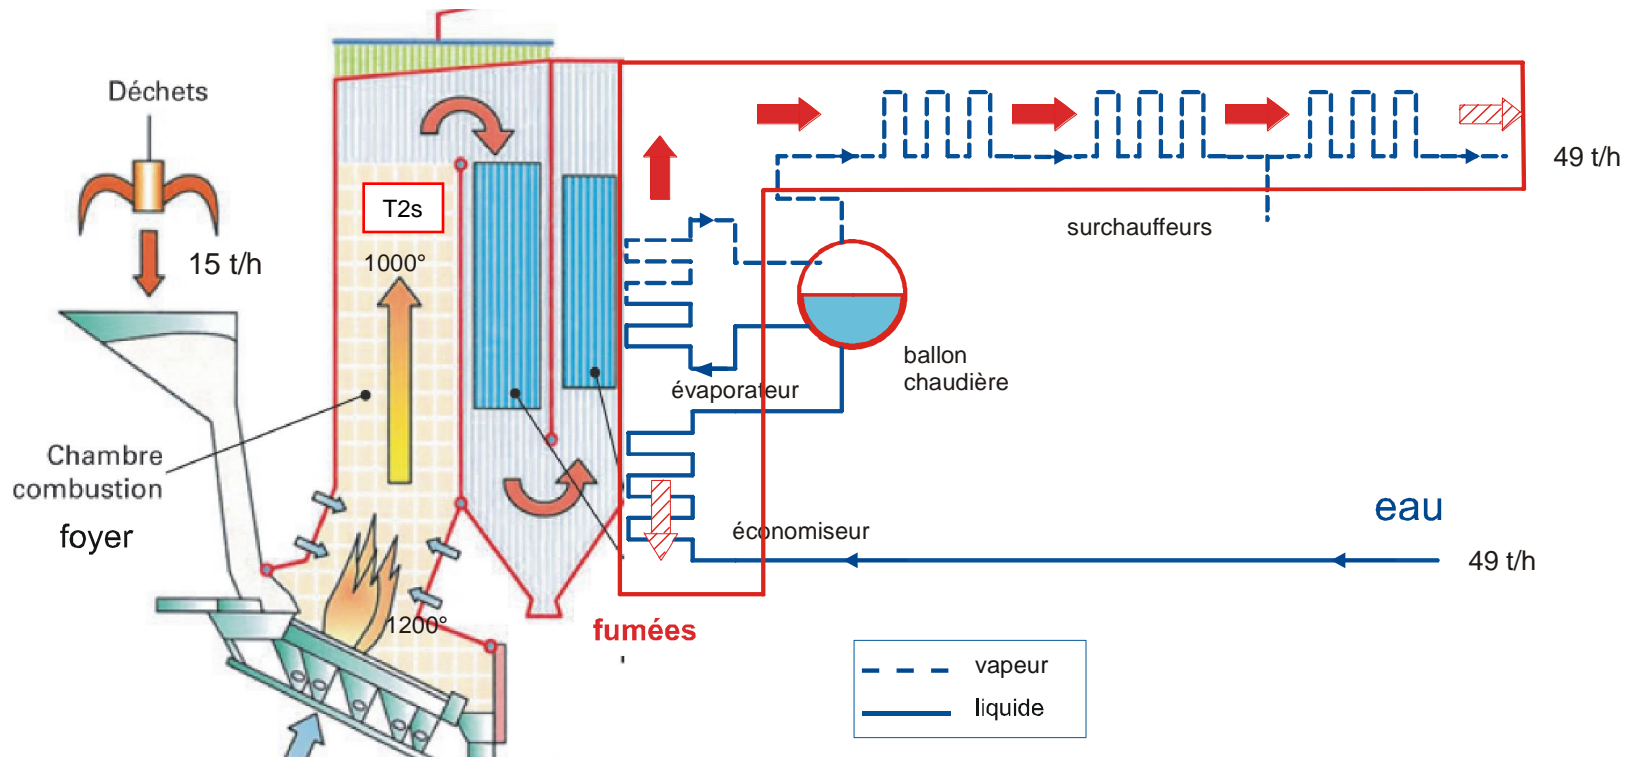 Déchets
15 t/h
T2s
1000°
49 t/h
surchauffeurs
ballon
chaudière
évaporateur
Chambre
combustion
foyer
économiseur
eau
49 t/h
1200°
fumées
vapeur
liquide